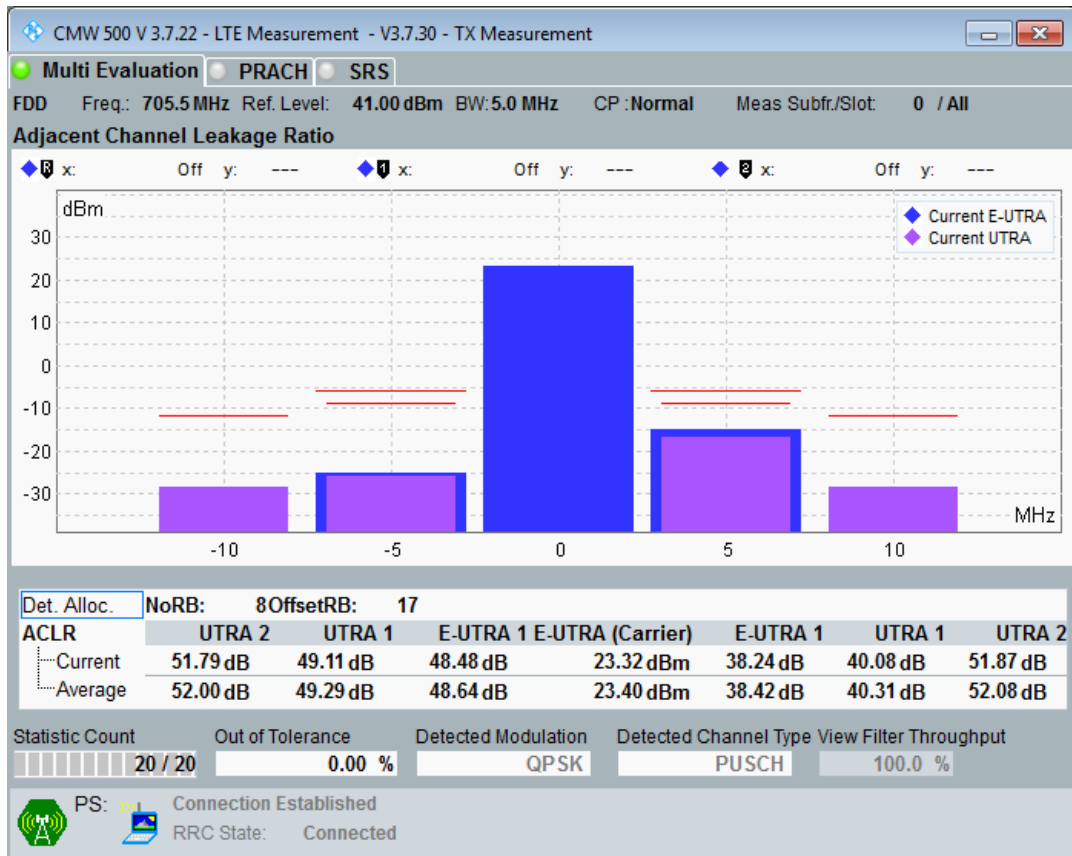 CMW 500 V 3.7.22 - LTE Measurement - V3.7.30 - TX Measurement
Multi Evaluation PRACH SRS
FDD Freq.: 705.5 MHz Ref. Level: 41.00 dBm BW: 5.0 MHz CP : Normal Meas Subfr./Slot: 0 / All
Adjacent Channel Leakage Ratio
R x: Off y: --- 1 x: Off y: --- 2 x: Off y: ---
dBm
Current E-UTRA
Current UTRA
30
20
10
0
-10
-20
-30
MHz
-10 -5 0 5 10
Det. Alloc. NoRB: 8 OffsetRB: 17
ACLR UTRA 2 UTRA 1 E-UTRA 1 E-UTRA (Carrier) E-UTRA 1 UTRA 1 UTRA 2
Current 51.79 dB 49.11 dB 48.48 dB 23.32 dBm 38.24 dB 40.08 dB 51.87 dB
Average 52.00 dB 49.29 dB 48.64 dB 23.40 dBm 38.42 dB 40.31 dB 52.08 dB
Statistic Count Out of Tolerance Detected Modulation Detected Channel Type View Filter Throughput
20 / 20 0.00 % QPSK PUSCH 100.0 %
PS: Connection Established
RRC State: Connected